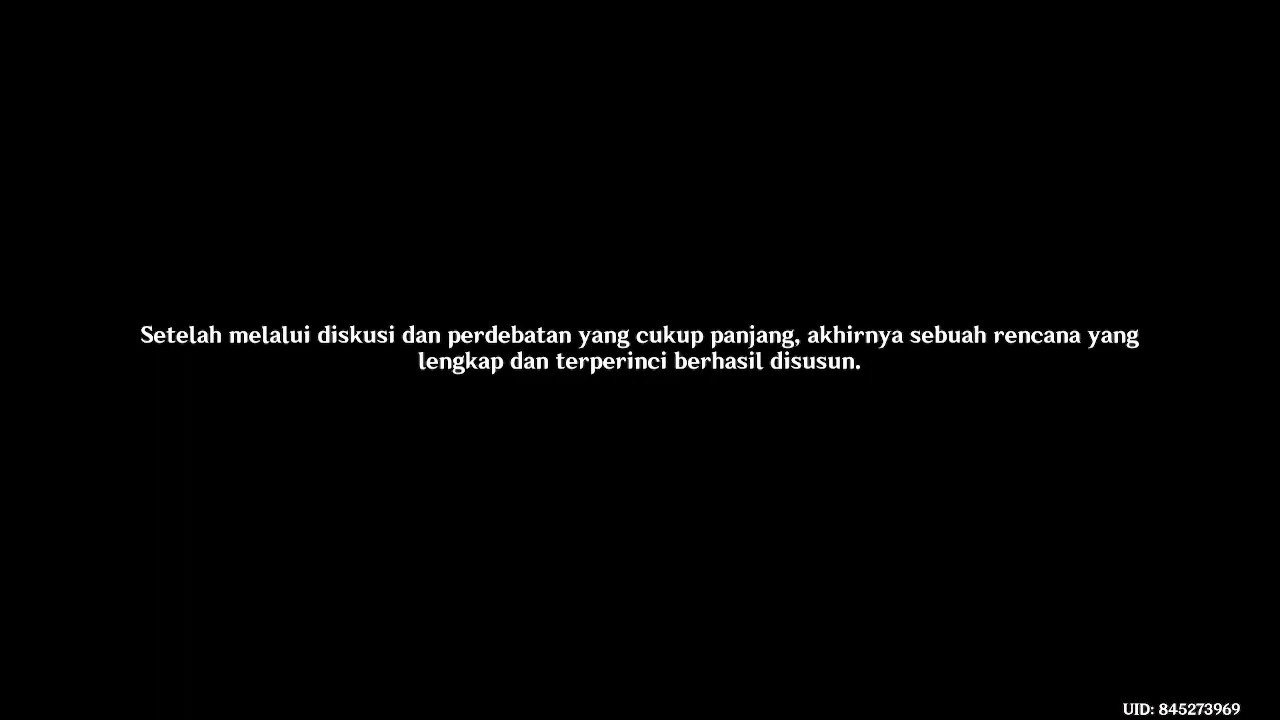 Setelah melalui diskusi dan perdebatan yang cukup panjang, akhirnya sebuah rencana yang
lengkap dan terperinci berhasil disusun.
UID: 845273969